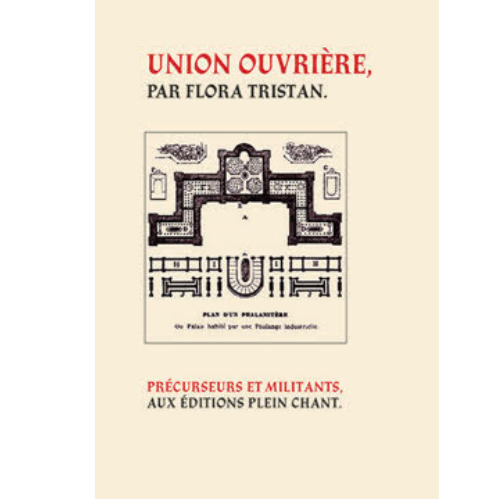 UNION OUVRIÈRE,
PAR FLORA TRISTAN.
P
C
B
A
PLAN D'UN PHALANSTÈRE
Ou Palais habité par une Phalange industrielle.
PRÉCURSEURS ET MILITANTS,
AUX ÉDITIONS PLEIN CHANT.